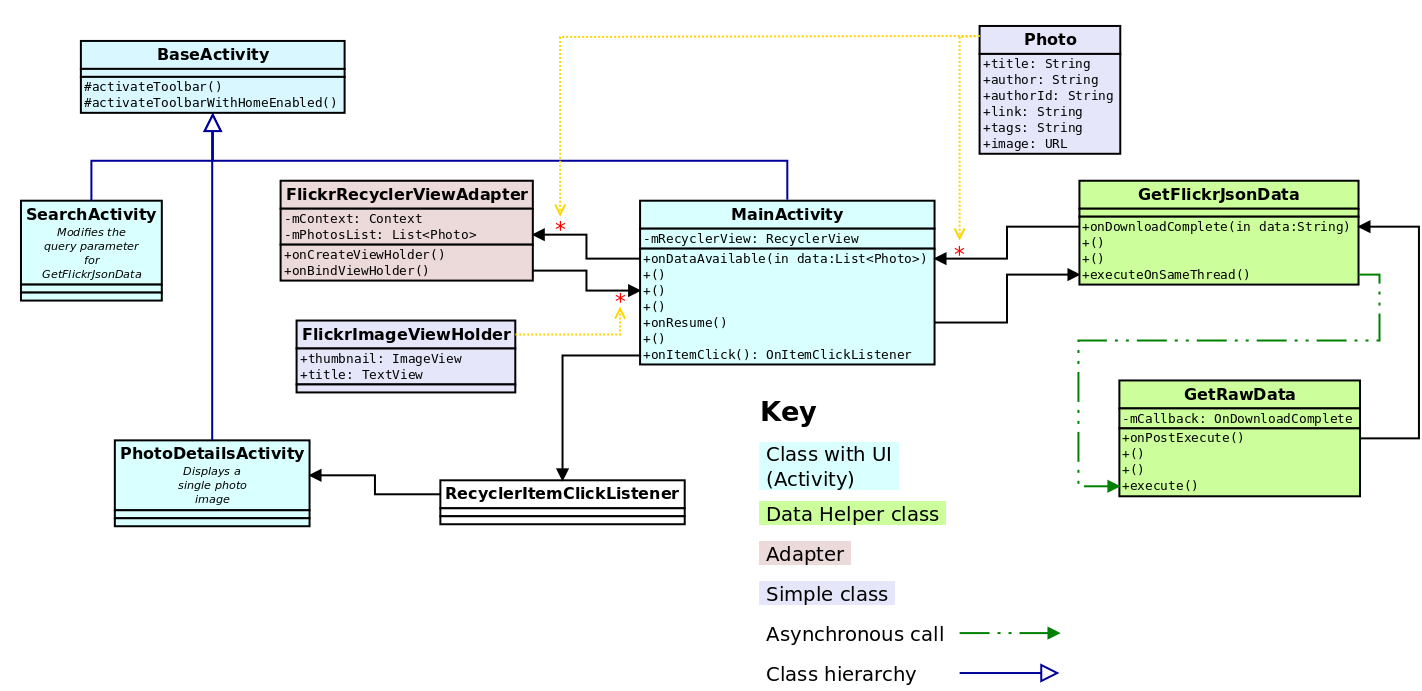 BaseActivity
#activateToolbar()
#activateToolbarWithHomeEnabled()
Photo
+title: String
+author: String
+authorId: String
+link: String
+tags: String
+image: URL
SearchActivity
Modifies the
query parameter
for
GetFlickrJsonData
FlickrRecyclerViewAdapter
-mContext: Context
-mPhotosList: List<Photo>
+onCreateViewHolder()
+onBindViewHolder()
*
MainActivity
-mRecyclerView: RecyclerView
+onDataAvailable(in data:List<Photo>)
+()
+()
+()
+onResume()
+()
+onItemClick(): OnItemClickListener
*
*
GetFlickrJsonData
+onDownloadComplete(in data:String)
+()
+()
+executeOnSameThread()
FlickrImageViewHolder
+thumbnail: ImageView
+title: TextView
GetRawData
-mCallback: OnDownloadComplete
+onPostExecute()
+()
+()
+execute()
PhotoDetailsActivity
Displays a
single photo
image
RecyclerItemClickListener
Key
Class with UI
(Activity)
Data Helper class
Adapter
Simple class
Asynchronous call
Class hierarchy